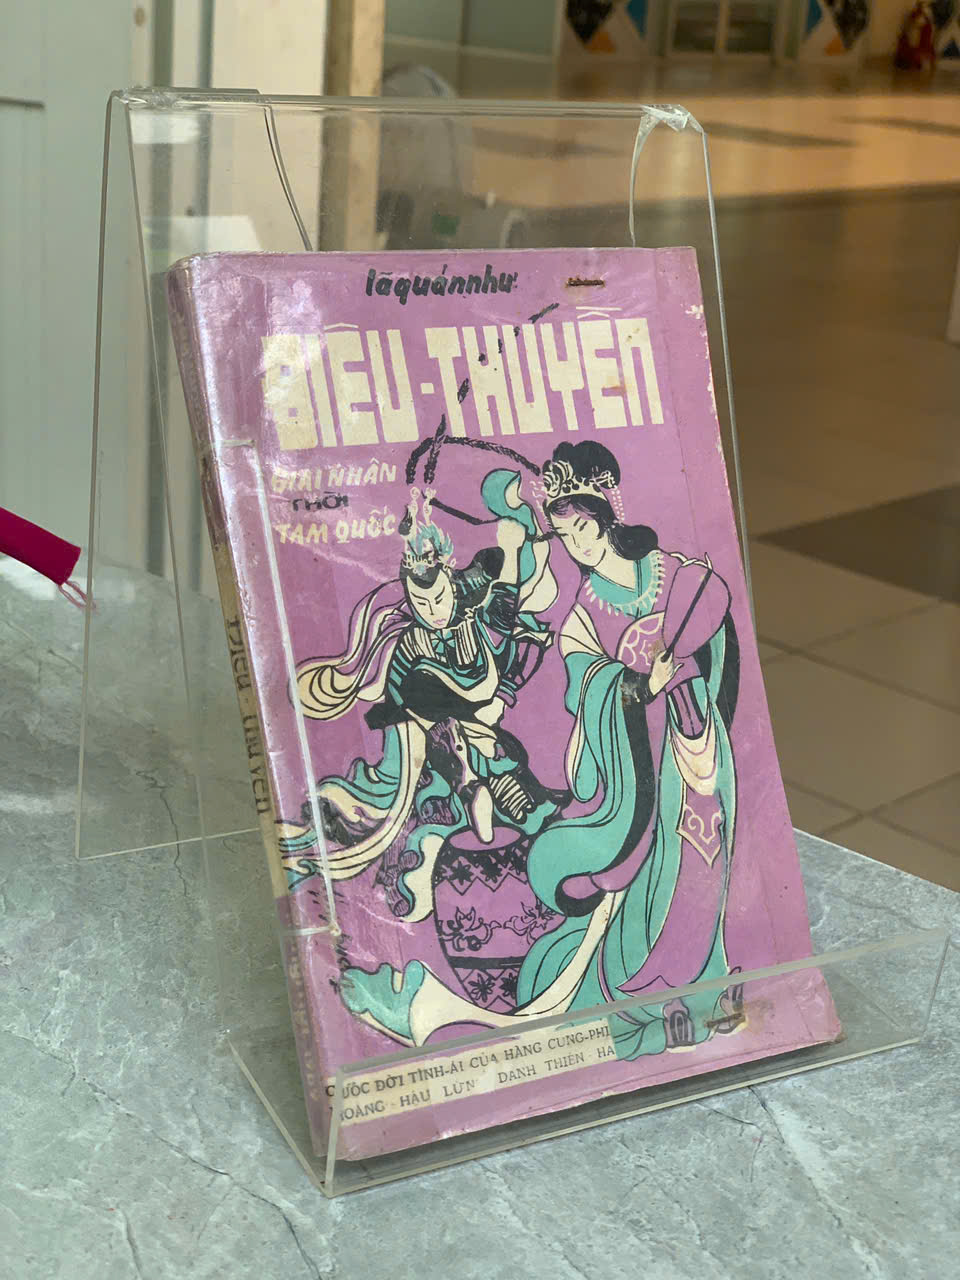 lãquánnhư
ĐIÊU-THUYỀN
GIAI NHÂN
THỜI
TAM QUỐC
CUỘC ĐỜI TÌNH-ÁI CỦA HÀNG CUNG-PHI
HOÀNG-HẬU LỪNG DANH THIÊN-HẠ
ĐIÊU-THUYỀN